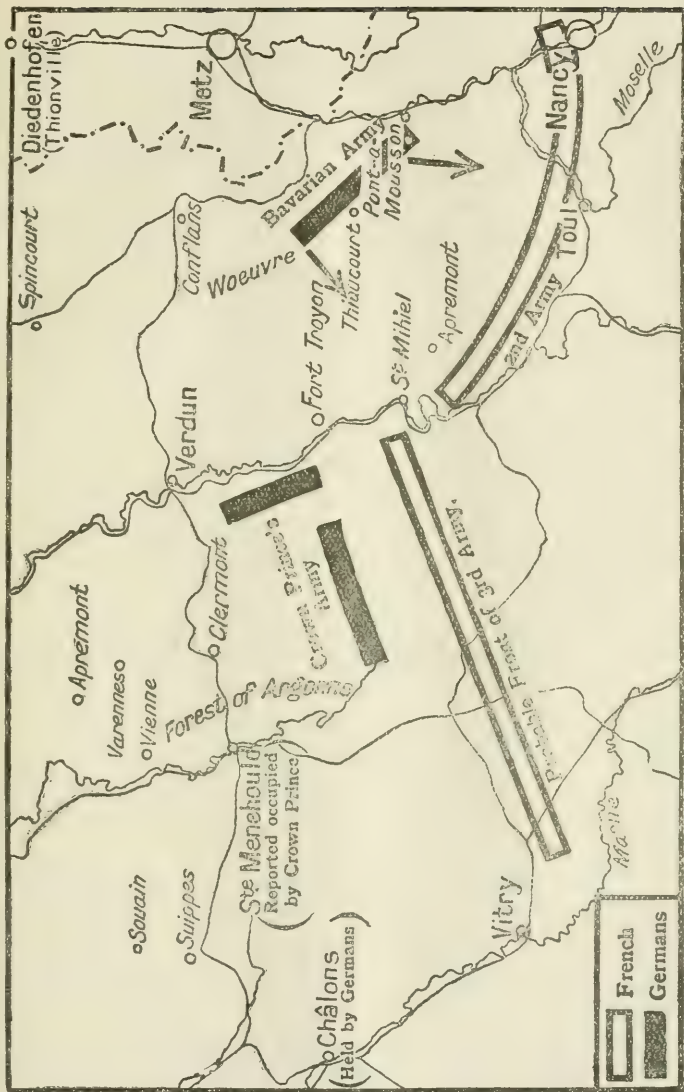 Spincourt
Diedenhofen
(Thionville)
Metz
Conflans
Bavarian Army
Woeuvre
Pont-à-
Mousson
Thiaucourt
Fort Troyon
St Mihiel
Apremont
Nancy
Moselle
Toul
2nd Army
Verdun
Clermont
Crown Prince's
Army
Probable Front of 3rd Army.
Apremont
Varennes
Vienne
Forest of Argonne
Souain
Suippes
Ste Menehould
(Reported occupied
by Crown Prince)
Châlons
(Held by Germans)
Vitry
Marne
French
Germans